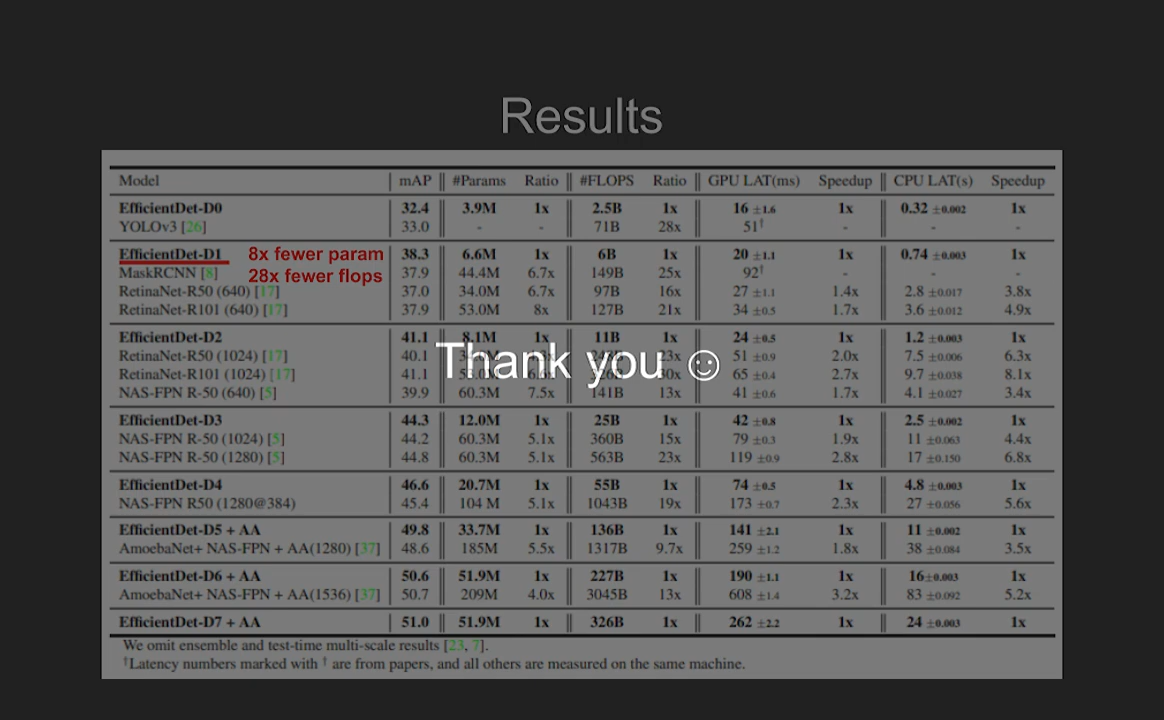 Results
Model mAP #Params Ratio #FLOPS Ratio GPU LAT(ms) Speedup CPU LAT(s) Speedup
EfficientDet-D0 32.4 3.9M 1x 2.5B 1x 16 ±1.6 1x 0.32 ±0.002 1x
YOLOv3 [26] 33.0 - - 71B 28x 51† - - -
EfficientDet-D1 8x fewer param 38.3 6.6M 1x 6B 1x 20 ±1.1 1x 0.74 ±0.003 1x
MaskRCNN [8] 28x fewer flops 37.9 44.4M 6.7x 149B 25x 92† - - -
RetinaNet-R50 (640) [17] 37.0 34.0M 6.7x 97B 16x 27 ±1.1 1.4x 2.8 ±0.017 3.8x
RetinaNet-R101 (640) [17] 37.9 53.0M 8x 127B 21x 34 ±0.5 1.7x 3.6 ±0.012 4.9x
EfficientDet-D2 41.1 8.1M 1x 11B 1x 24 ±0.5 1x 1.2 ±0.003 1x
RetinaNet-R50 (1024) [17] 40.1 23x 51 ±0.9 2.0x 7.5 ±0.006 6.3x
Thank you ☺
RetinaNet-R101 (1024) [17] 41.1 30x 65 ±0.4 2.7x 9.7 ±0.038 8.1x
NAS-FPN R-50 (640) [5] 39.9 60.3M 7.5x 141B 13x 41 ±0.6 1.7x 4.1 ±0.027 3.4x
EfficientDet-D3 44.3 12.0M 1x 25B 1x 42 ±0.8 1x 2.5 ±0.002 1x
NAS-FPN R-50 (1024) [5] 44.2 60.3M 5.1x 360B 15x 79 ±0.3 1.9x 11 ±0.063 4.4x
NAS-FPN R-50 (1280) [5] 44.8 60.3M 5.1x 563B 23x 119 ±0.9 2.8x 17 ±0.150 6.8x
EfficientDet-D4 46.6 20.7M 1x 55B 1x 74 ±0.5 1x 4.8 ±0.003 1x
NAS-FPN R50 (1280@384) 45.4 104 M 5.1x 1043B 19x 173 ±0.7 2.3x 27 ±0.056 5.6x
EfficientDet-D5 + AA 49.8 33.7M 1x 136B 1x 141 ±2.1 1x 11 ±0.002 1x
AmoebaNet+ NAS-FPN + AA(1280) [37] 48.6 185M 5.5x 1317B 9.7x 259 ±1.2 1.8x 38 ±0.084 3.5x
EfficientDet-D6 + AA 50.6 51.9M 1x 227B 1x 190 ±1.1 1x 16±0.003 1x
AmoebaNet+ NAS-FPN + AA(1536) [37] 50.7 209M 4.0x 3045B 13x 608 ±1.4 3.2x 83 ±0.092 5.2x
EfficientDet-D7 + AA 51.0 51.9M 1x 326B 1x 262 ±2.2 1x 24 ±0.003 1x
We omit ensemble and test-time multi-scale results [23, 7].
†Latency numbers marked with † are from papers, and all others are measured on the same machine.